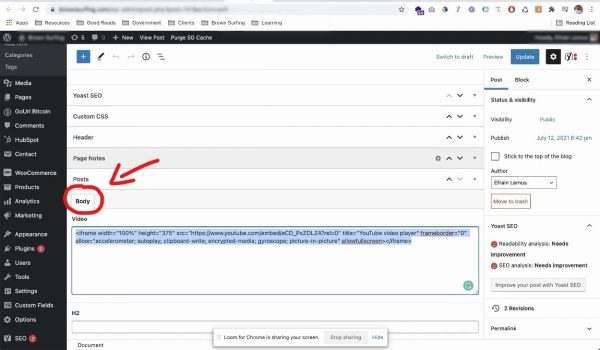 Apps
Resources
Good Reads
Government
Clients
Brown Surfing
Learning
Reading List
Brown Surfing
5
0
New
View Post
Purge SG Cache
Efrain Lemus
Categories
Tags
Media
Pages
GoUrl Bitcoin
Comments
HubSpot
Contact
WooCommerce
Products
Analytics
Marketing
Appearance
Plugins 5
Users
Tools
Settings
Custom Fields
Options
SEO 3
Switch to draft
Preview
Update
Yoast SEO
Custom CSS
Header
Page Notes
Posts
Body
Video
<iframe width="100%" height="375" src="https://www.youtube.com/embed/aCD_PvZDLZA?rel=0" title="YouTube video player" frameborder="0"
allow="accelerometer; autoplay; clipboard-write; encrypted-media; gyroscope; picture-in-picture" allowfullscreen></iframe>
H2
Document
Loom for Chrome is sharing your screen.
Stop sharing
Hide
Post
Block
Status & visibility
Visibility
Public
Publish
July 12, 2021 6:42 pm
Stick to the top of the blog
Author
Efrain Lemus
Move to trash
Yoast SEO
Readability analysis: Needs
improvement
SEO analysis: Needs improvement
Improve your post with Yoast SEO
2 Revisions
Permalink